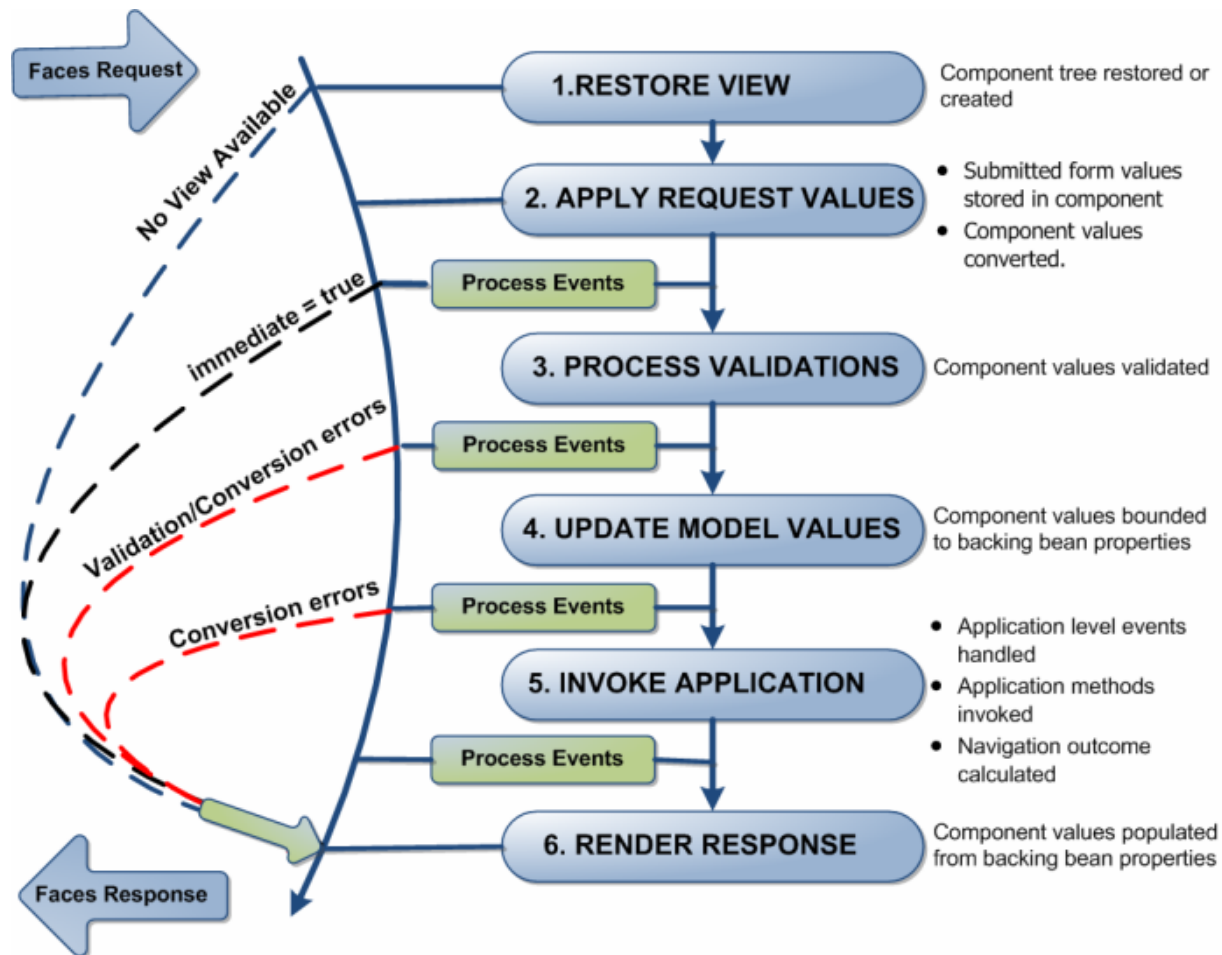 Faces Request
1.RESTORE VIEW
Component tree restored or
created
No View Available
2. APPLY REQUEST VALUES
• Submitted form values
stored in component
• Component values
converted.
Process Events
immediate = true
3. PROCESS VALIDATIONS
Component values validated
Process Events
Validation/Conversion errors
4. UPDATE MODEL VALUES
Component values bounded
to backing bean properties
Process Events
Conversion errors
5. INVOKE APPLICATION
• Application level events
handled
• Application methods
invoked
• Navigation outcome
calculated
Process Events
6. RENDER RESPONSE
Component values populated
from backing bean properties
Faces Response